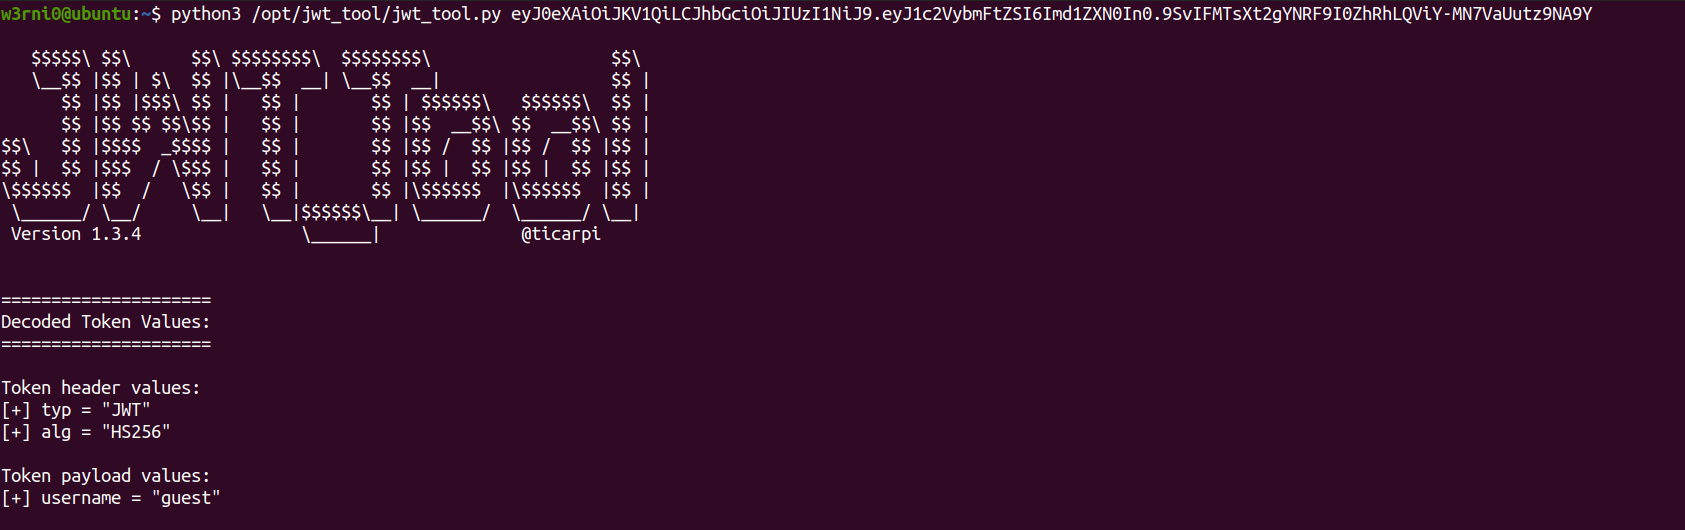 w3rni0@ubuntu:~$ python3 /opt/jwt_tool/jwt_tool.py eyJ0eXAiOiJKV1QiLCJhbGciOiJIUzI1NiJ9.eyJ1c2VybmFtZSI6Imd1ZXN0In0.9SvIFMTsXt2gYNRF9I0ZhRhLQViY-MN7VaUutz9NA9Y
   $$$$$\ $$\      $$\ $$$$$$$$\  $$$$$$$$\                  $$\
   \__$$ |$$ | $\  $$ |\__$$  __| \__$$  __|                 $$ |
      $$ |$$ |$$$\ $$ |   $$ |       $$ | $$$$$$\   $$$$$$\  $$ |
      $$ |$$ $$ $$\$$ |   $$ |       $$ |$$  __$$\ $$  __$$\ $$ |
$$\   $$ |$$$$  _$$$$ |   $$ |       $$ |$$ /  $$ |$$ /  $$ |$$ |
$$ |  $$ |$$$  / \$$$ |   $$ |       $$ |$$ |  $$ |$$ |  $$ |$$ |
\$$$$$$  |$$  /   \$$ |   $$ |       $$ |\$$$$$$  |\$$$$$$  |$$ |
 \______/ \__/     \__|   \__|$$$$$$\__| \______/  \______/ \__|
 Version 1.3.4                \______|              @ticarpi
=====================
Decoded Token Values:
=====================
Token header values:
[+] typ = "JWT"
[+] alg = "HS256"
Token payload values:
[+] username = "guest"